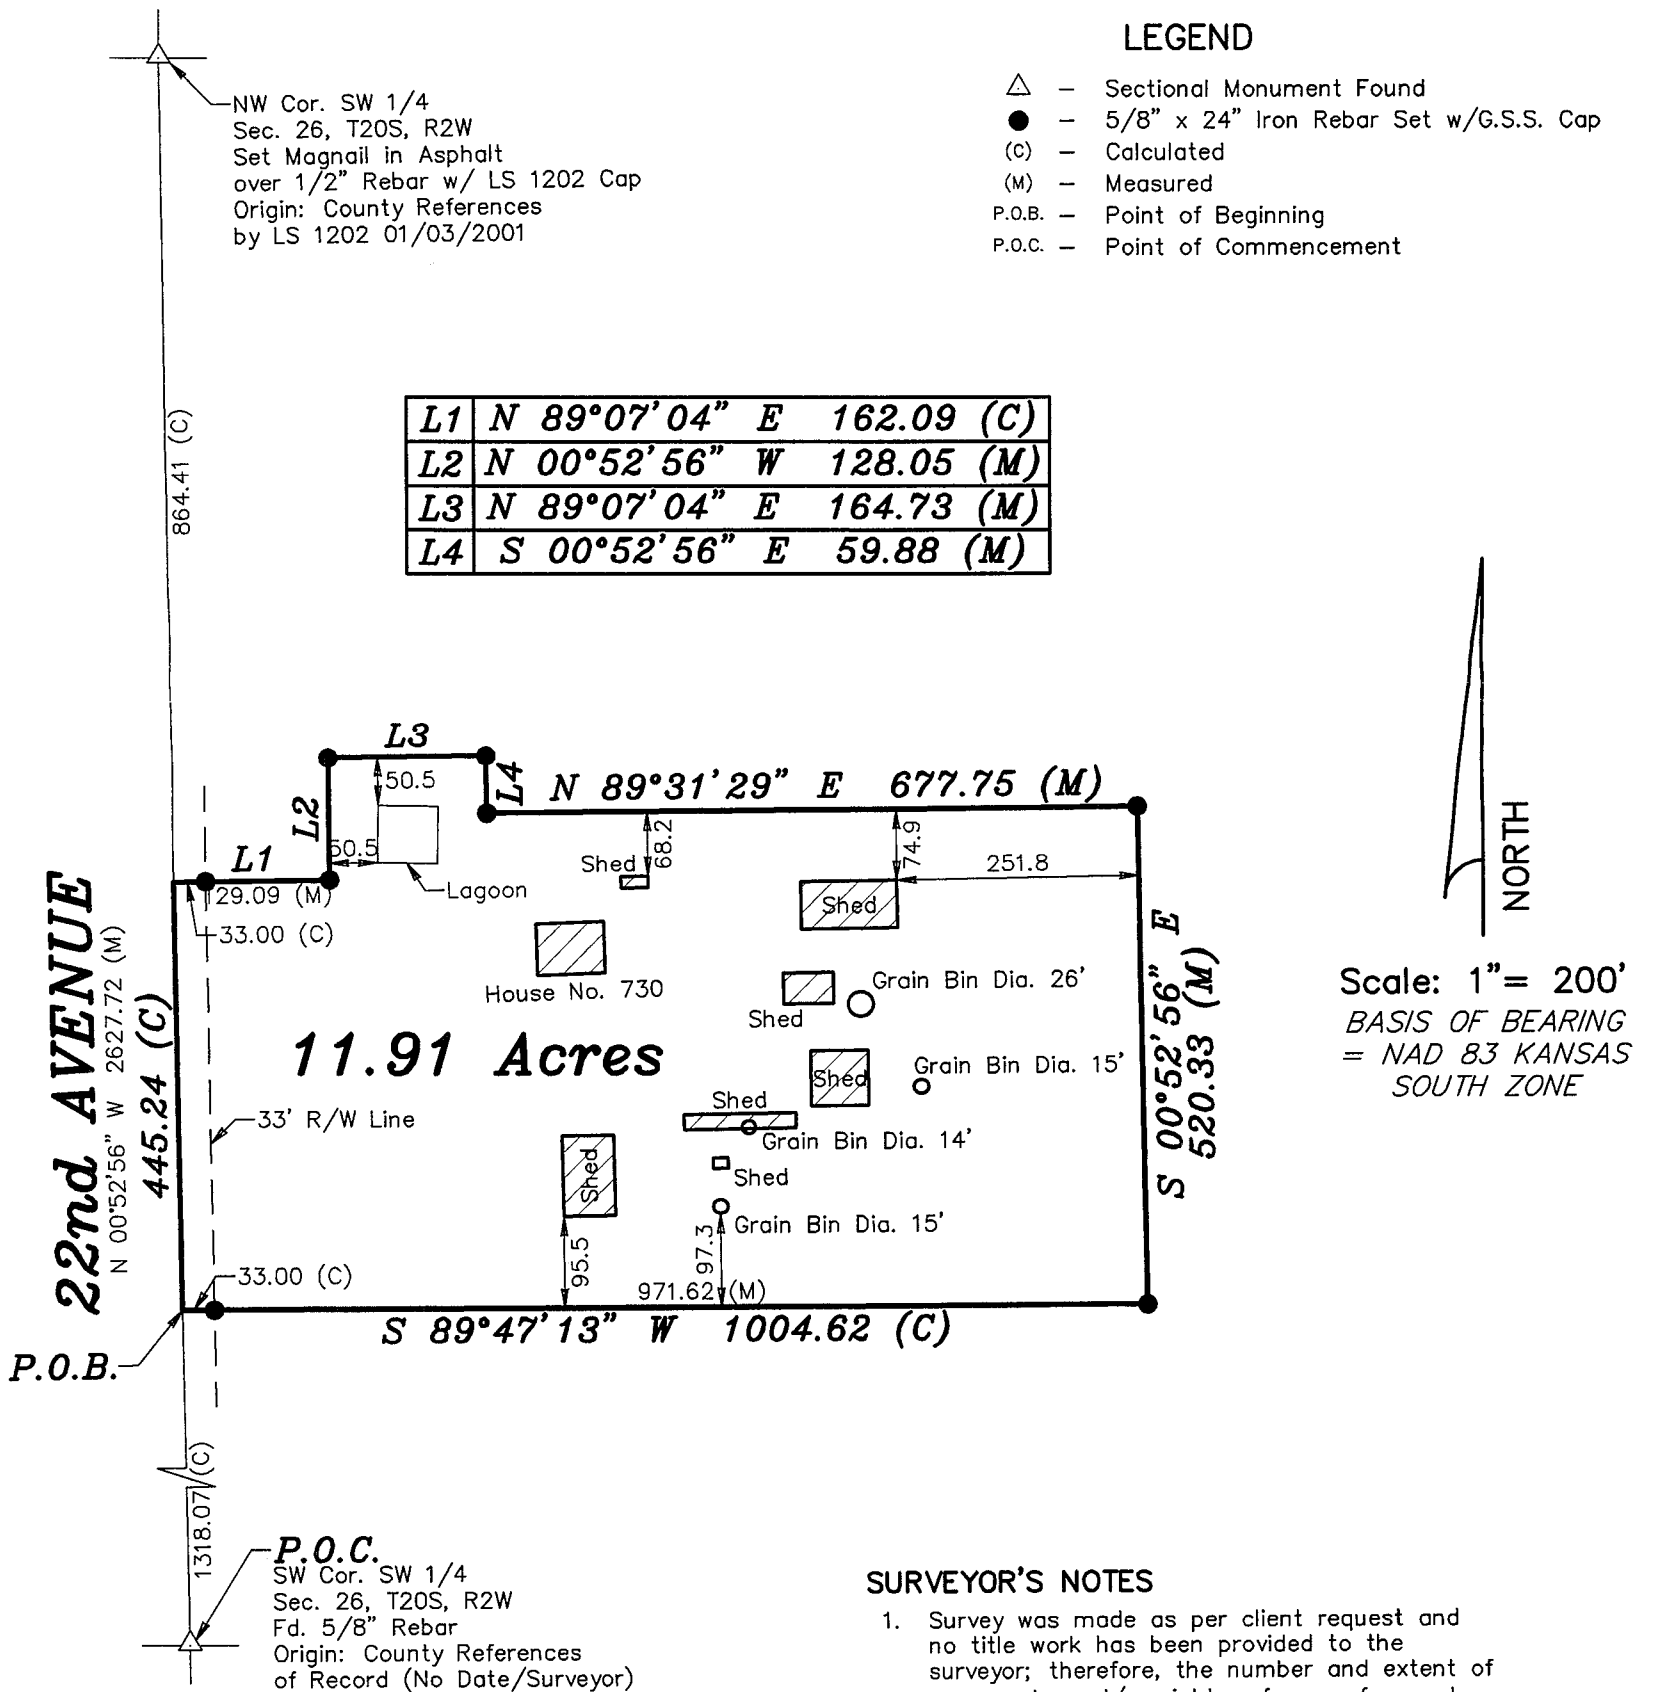 LEGEND
△ – Sectional Monument Found
● – 5/8" x 24" Iron Rebar Set w/G.S.S. Cap
(C) – Calculated
(M) – Measured
P.O.B. – Point of Beginning
P.O.C. – Point of Commencement
NW Cor. SW 1/4
Sec. 26, T20S, R2W
Set Magnail in Asphalt
over 1/2" Rebar w/ LS 1202 Cap
Origin: County References
by LS 1202 01/03/2001
864.41 (C)
L1 N 89°07'04" E 162.09 (C)
L2 N 00°52'56" W 128.05 (M)
L3 N 89°07'04" E 164.73 (M)
L4 S 00°52'56" E 59.88 (M)
L3
L4
L2
L1
50.5
50.5
Lagoon
N 89°31'29" E 677.75 (M)
129.09 (M)
33.00 (C)
Shed
68.2
74.9
251.8
Shed
House No. 730
Grain Bin Dia. 26'
Shed
11.91 Acres
Shed
Grain Bin Dia. 15'
Shed
Grain Bin Dia. 14'
33' R/W Line
Shed
Shed
Grain Bin Dia. 15'
95.5
97.3
971.62 (M)
33.00 (C)
S 89°47'13" W 1004.62 (C)
S 00°52'56" E
520.33 (M)
22nd AVENUE
N 00°52'56" W 2627.72 (M)
445.24 (C)
P.O.B.
1318.07 (C)
NORTH
Scale: 1"= 200'
BASIS OF BEARING
= NAD 83 KANSAS
SOUTH ZONE
P.O.C.
SW Cor. SW 1/4
Sec. 26, T20S, R2W
Fd. 5/8" Rebar
Origin: County References
of Record (No Date/Surveyor)
SURVEYOR'S NOTES
1. Survey was made as per client request and
no title work has been provided to the
surveyor; therefore, the number and extent of